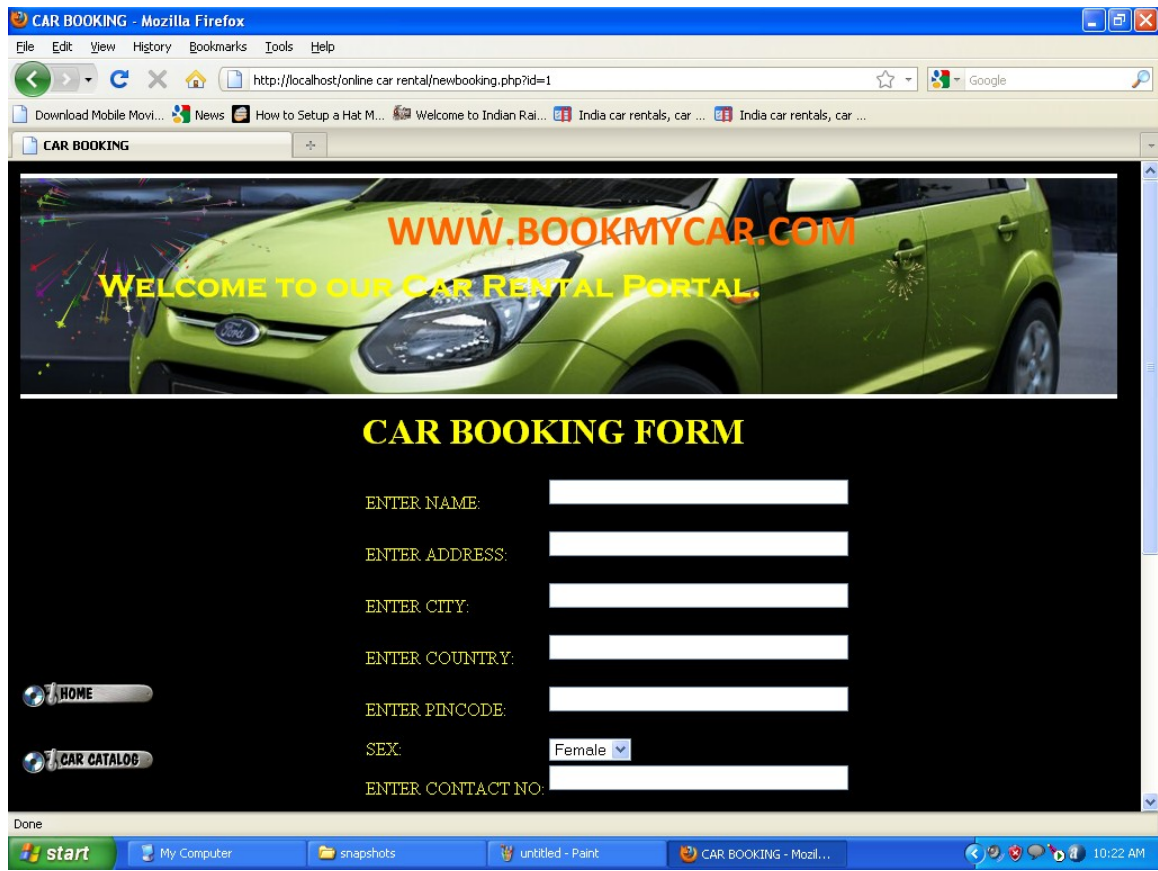 CAR BOOKING - Mozilla Firefox
File Edit View History Bookmarks Tools Help
http://localhost/online car rental/newbooking.php?id=1
Google
Download Mobile Movi... News How to Setup a Hat M... Welcome to Indian Rai... India car rentals, car ... India car rentals, car ...
CAR BOOKING
WWW.BOOKMYCAR.COM
WELCOME TO OUR CAR RENTAL PORTAL.
Ford
CAR BOOKING FORM
ENTER NAME:
ENTER ADDRESS:
ENTER CITY:
ENTER COUNTRY:
HOME
ENTER PINCODE:
SEX: Female
CAR CATALOG
ENTER CONTACT NO:
Done
start My Computer snapshots untitled - Paint CAR BOOKING - Mozil... 10:22 AM